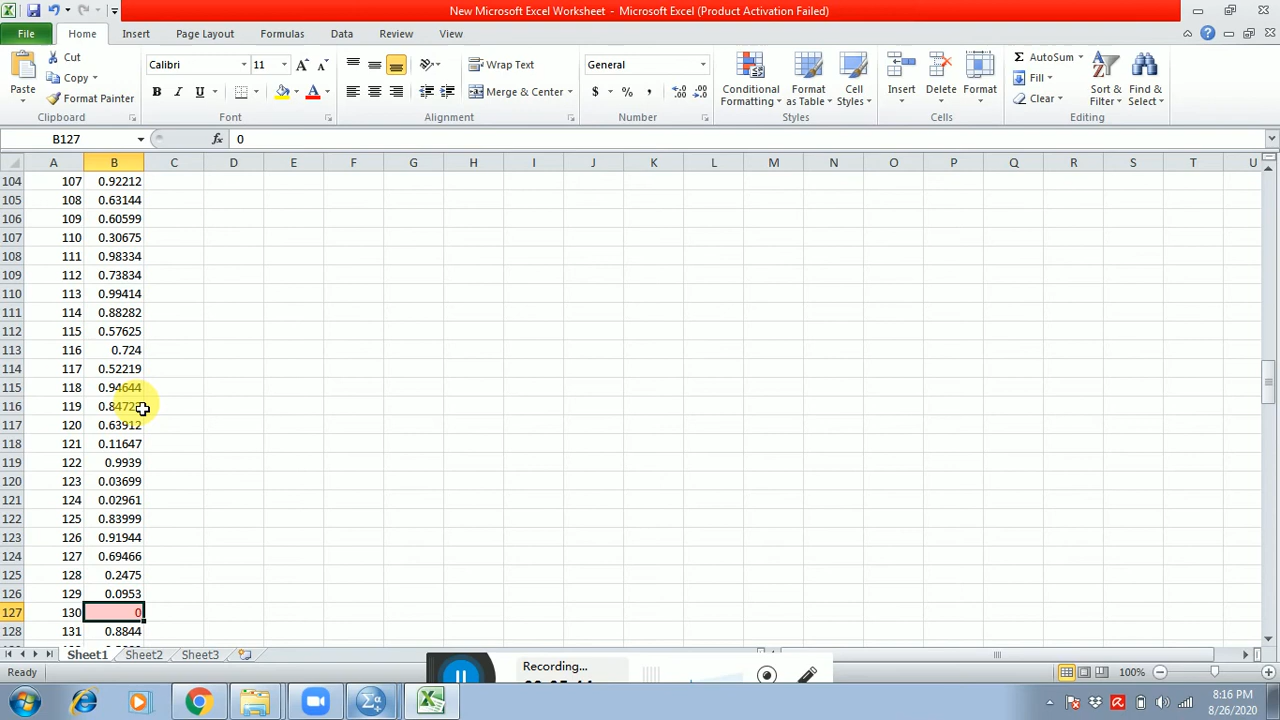 New Microsoft Excel Worksheet - Microsoft Excel (Product Activation Failed)
File Home Insert Page Layout Formulas Data Review View
Paste Cut Copy Format Painter Clipboard
Calibri 11 B I U A Font
Wrap Text Merge & Center Alignment
General $ % , Number
Conditional Formatting Format as Table Cell Styles Styles
Insert Delete Format Cells
AutoSum Fill Clear Sort & Filter Find & Select Editing
B127 fx 0
A B C D E F G H I J K L M N O P Q R S T U
104 107 0.92212
105 108 0.63144
106 109 0.60599
107 110 0.30675
108 111 0.98334
109 112 0.73834
110 113 0.99414
111 114 0.88282
112 115 0.57625
113 116 0.724
114 117 0.52219
115 118 0.94644
116 119
117 120 0.63912
118 121 0.11647
119 122 0.9939
120 123 0.03699
121 124 0.02961
122 125 0.83999
123 126 0.91944
124 127 0.69466
125 128 0.2475
126 129 0.0953
127 130 0
128 131 0.8844
Sheet1 Sheet2 Sheet3
Ready
Recording...
100%
8:16 PM
8/26/2020